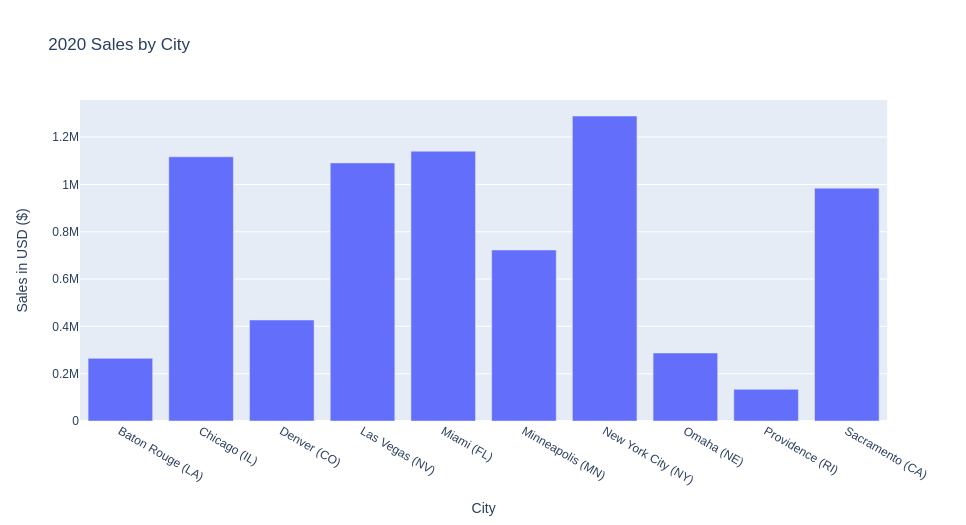 2020 Sales by City
Sales in USD ($)
1.2M
1M
0.8M
0.6M
0.4M
0.2M
0
Baton Rouge (LA)
Chicago (IL)
Denver (CO)
Las Vegas (NV)
Miami (FL)
Minneapolis (MN)
New York City (NY)
Omaha (NE)
Providence (RI)
Sacramento (CA)
City